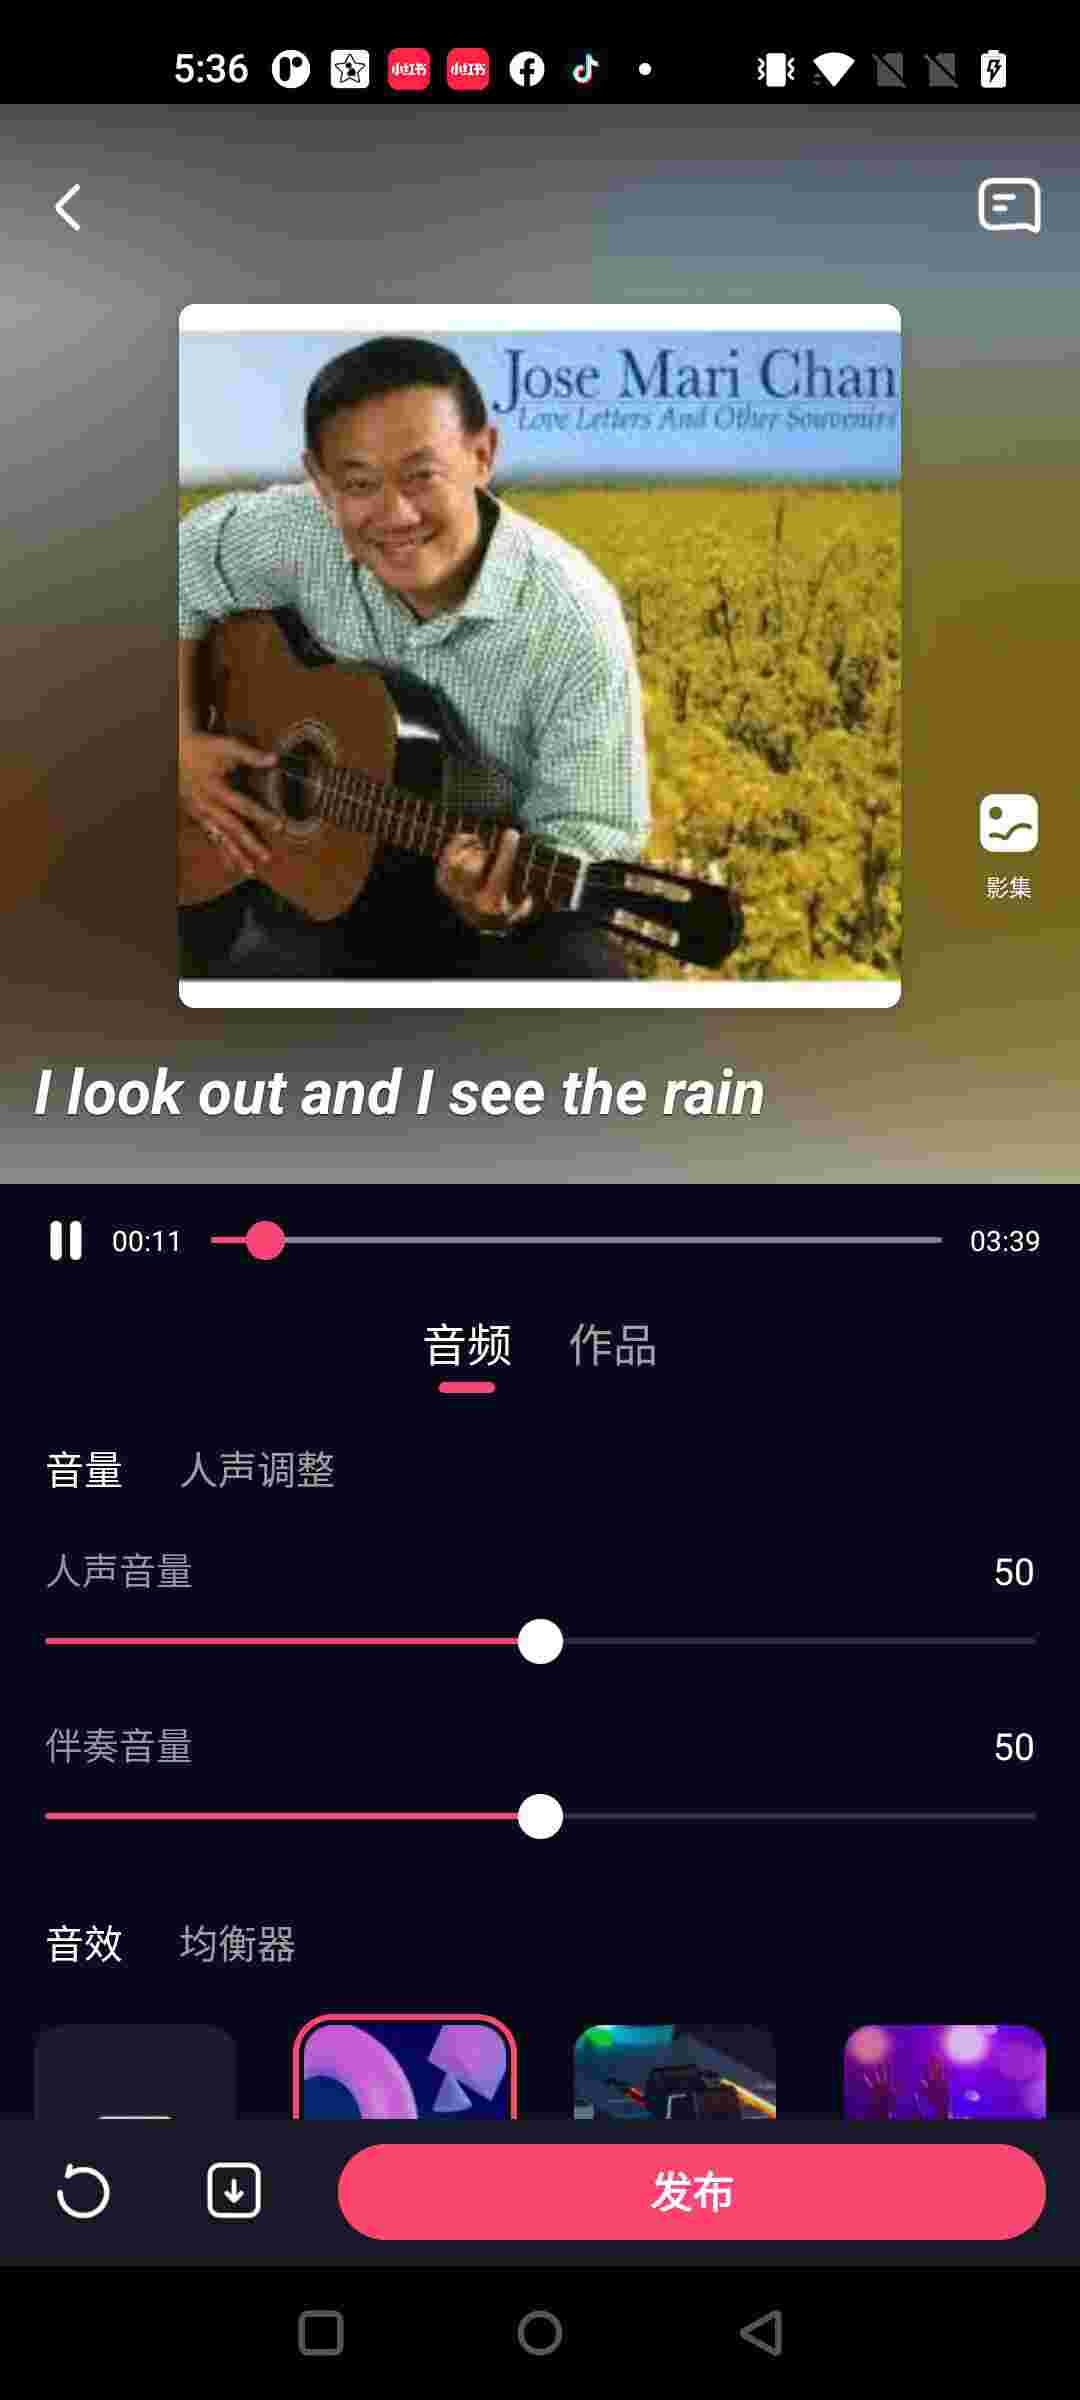 5:36
小红书
小红书
Jose Mari Chan
Love Letters And Other Souvenirs
影集
I look out and I see the rain
00:11
03:39
音频
作品
音量
人声调整
人声音量
50
伴奏音量
50
音效
均衡器
发布